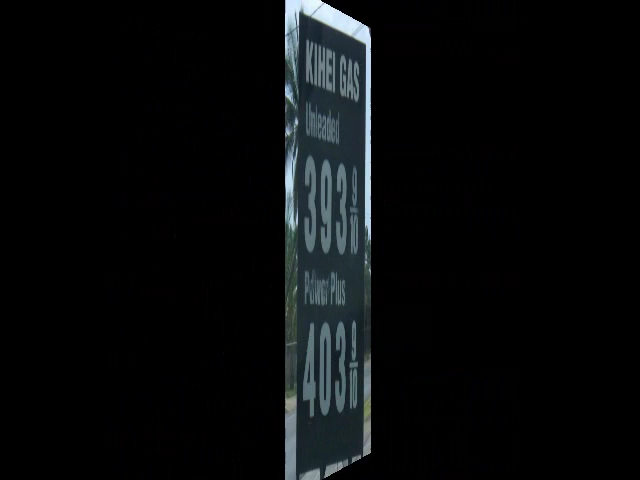 KIHEI GAS
Unleaded
393 9/10
Power Plus
403 9/10